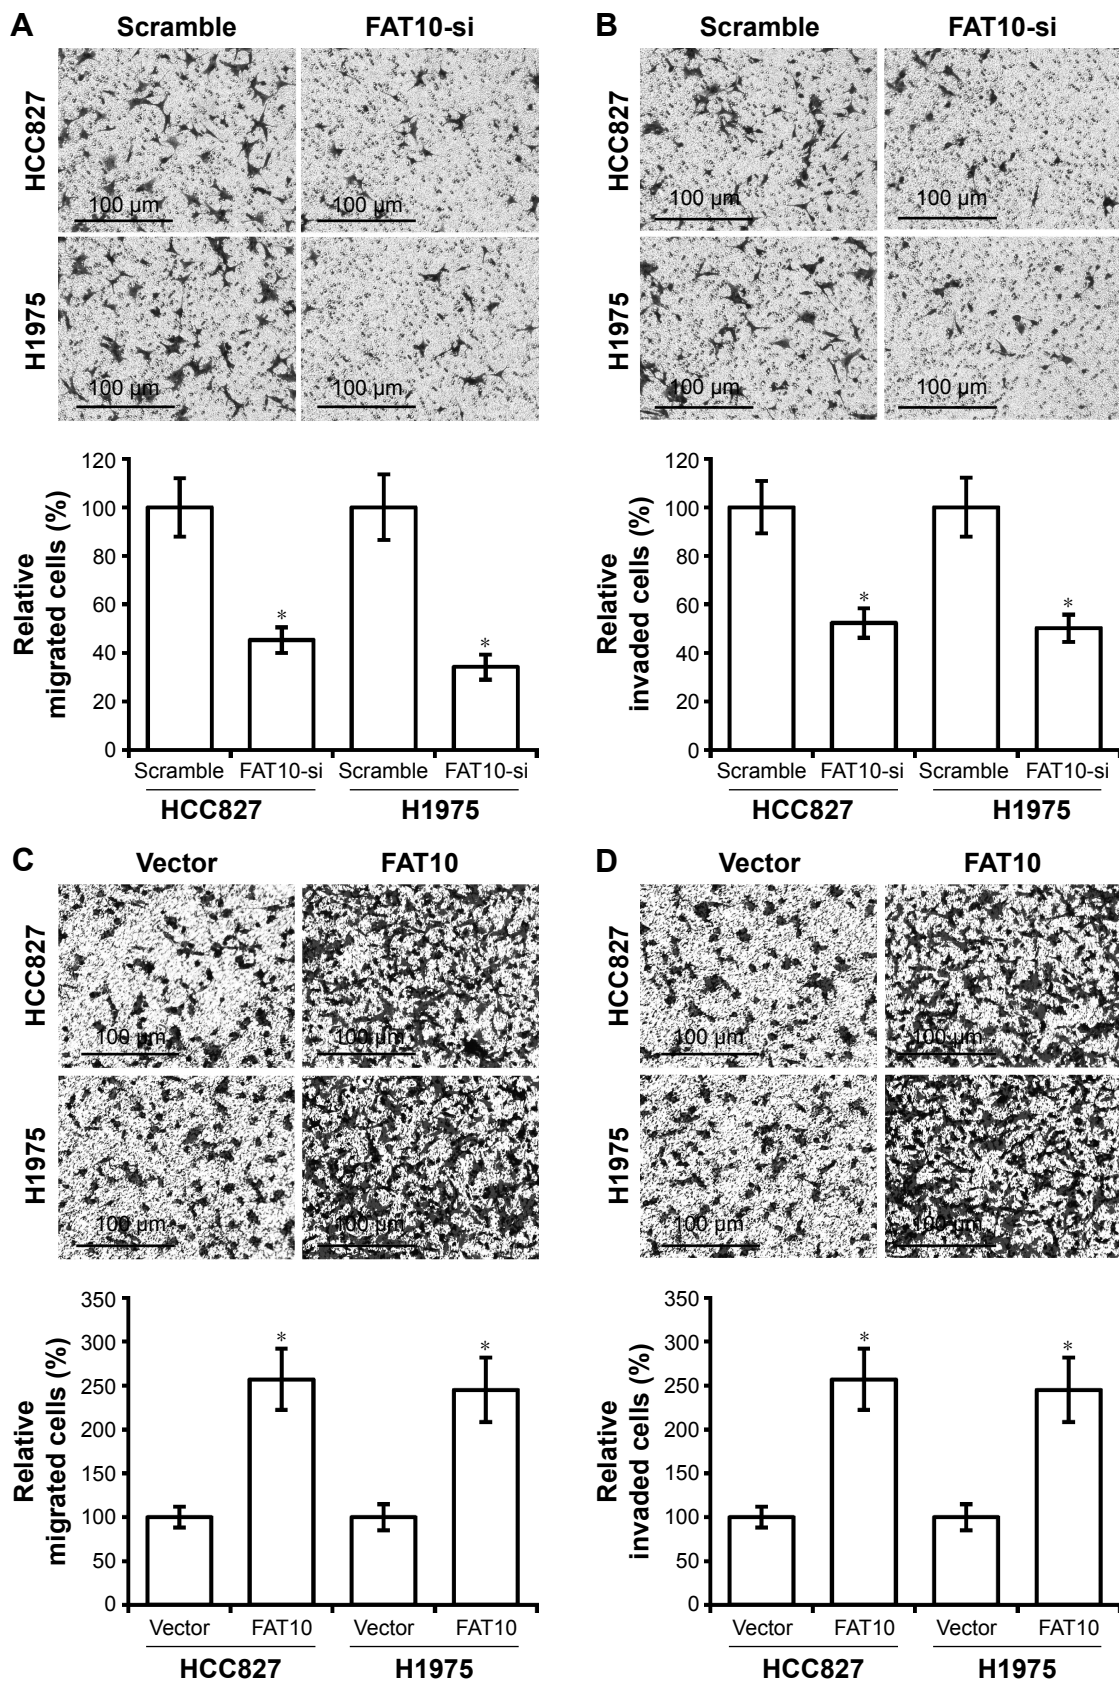 A
Scramble
FAT10-si
HCC827
100 µm
100 µm
H1975
100 µm
100 µm
Relative
migrated cells (%)
120
100
80
60
40
20
0
*
*
Scramble
FAT10-si
Scramble
FAT10-si
HCC827
H1975
B
Scramble
FAT10-si
HCC827
100 µm
100 µm
H1975
100 µm
100 µm
Relative
invaded cells (%)
120
100
80
60
40
20
0
*
*
Scramble
FAT10-si
Scramble
FAT10-si
HCC827
H1975
C
Vector
FAT10
HCC827
100 µm
100 µm
H1975
100 µm
100 µm
Relative
migrated cells (%)
350
300
250
200
150
100
50
0
*
*
Vector
FAT10
Vector
FAT10
HCC827
H1975
D
Vector
FAT10
HCC827
100 µm
100 µm
H1975
100 µm
100 µm
Relative
invaded cells (%)
350
300
250
200
150
100
50
0
*
*
Vector
FAT10
Vector
FAT10
HCC827
H1975